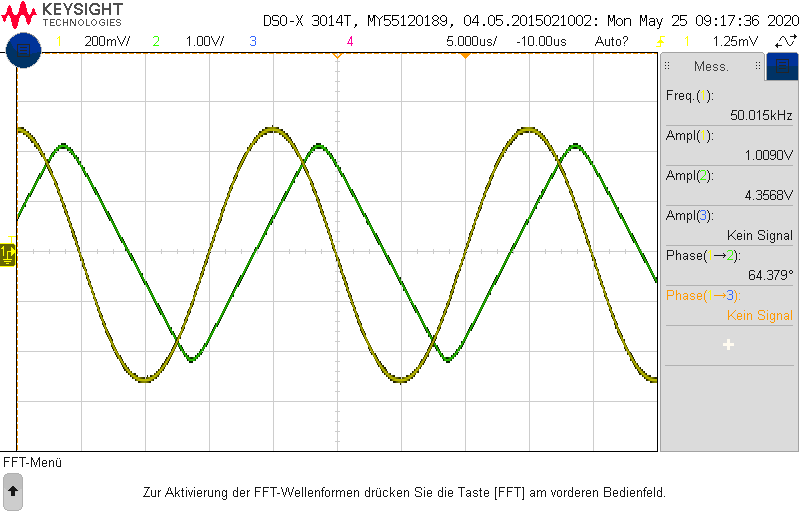 KEYSIGHT
TECHNOLOGIES
DSO-X 3014T, MY55120189, 04.05.2015021002: Mon May 25 09:17:36 2020
1 200mV/ 2 1.00V/ 3 4 5.000us/ -10.00us Auto? 1 1.25mV
Mess.
Freq.( ):
50.015kHz
Ampl( ):
1.0090V
Ampl(2):
4.3568V
Ampl(3):
Kein Signal
Phase(1→2):
64.379°
Phase(1→3):
Kein Signal
1
FFT-Menü
Zur Aktivierung der FFT-Wellenformen drücken Sie die Taste [FFT] am vorderen Bedienfeld.